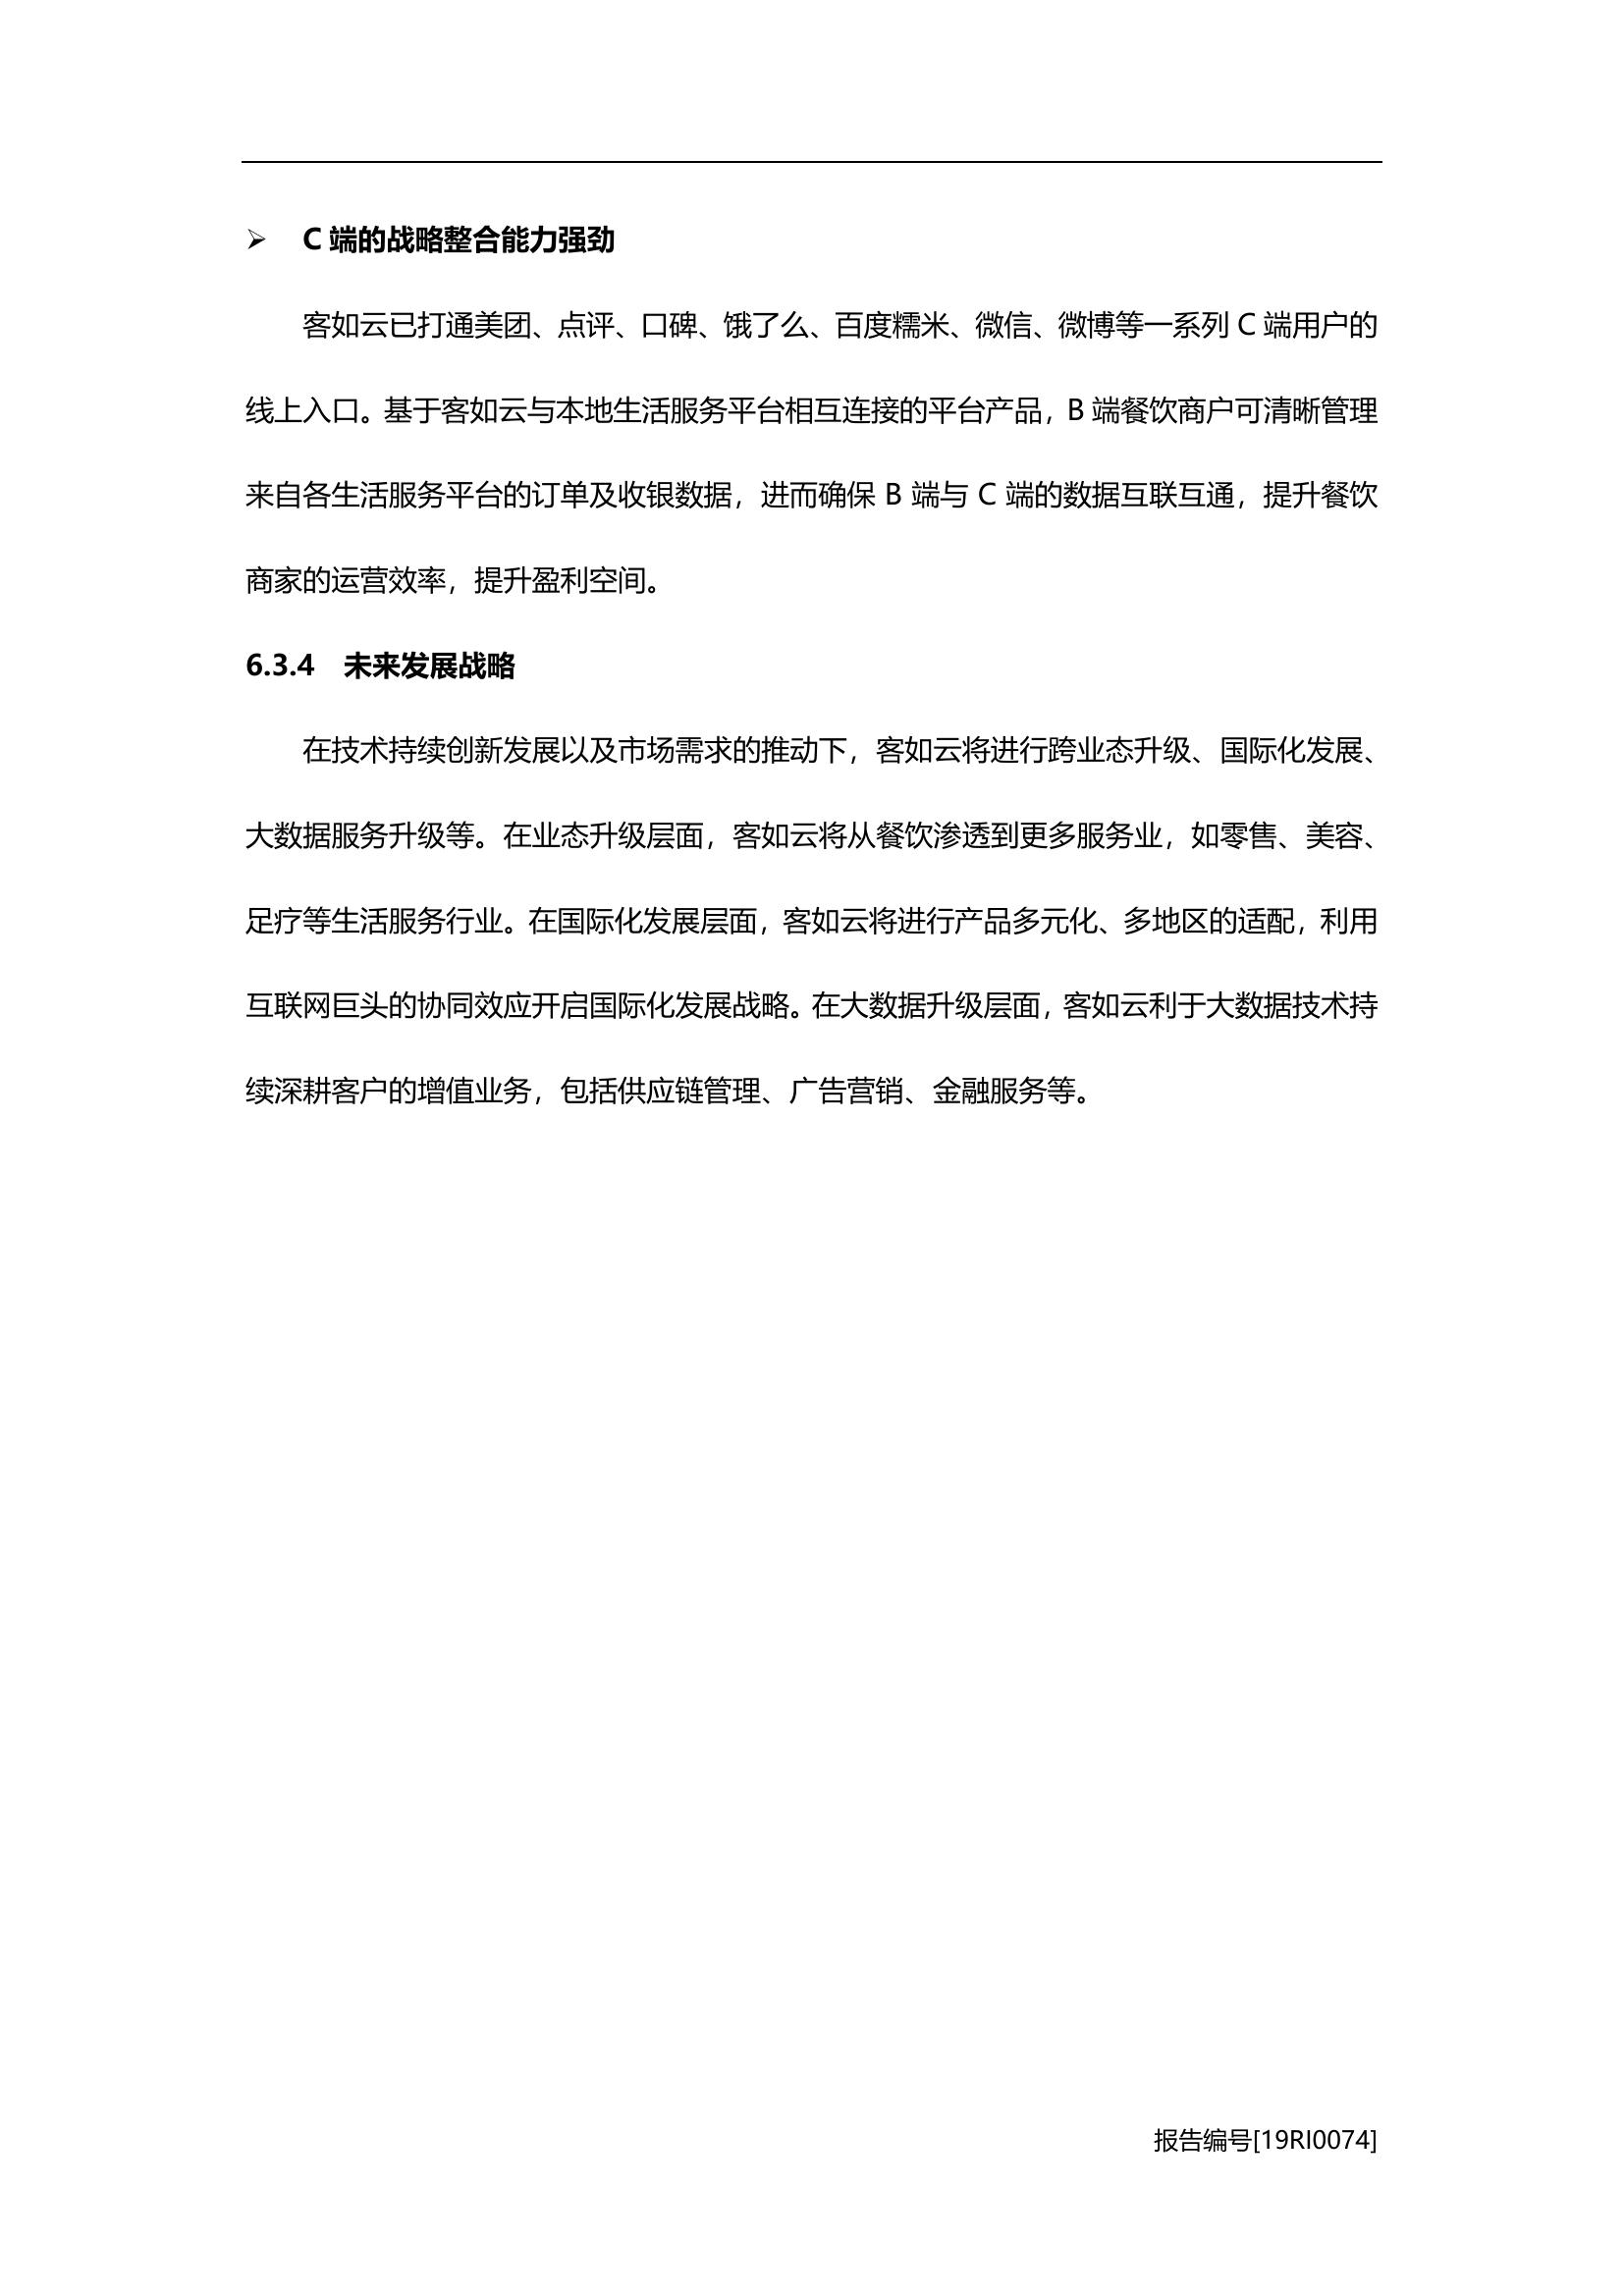 ➢ C 端的战略整合能力强劲
客如云已打通美团、点评、口碑、饿了么、百度糯米、微信、微博等一系列 C 端用户的
线上入口。基于客如云与本地生活服务平台相互连接的平台产品，B 端餐饮商户可清晰管理
来自各生活服务平台的订单及收银数据，进而确保 B 端与 C 端的数据互联互通，提升餐饮
商家的运营效率，提升盈利空间。
6.3.4 未来发展战略
在技术持续创新发展以及市场需求的推动下，客如云将进行跨业态升级、国际化发展、
大数据服务升级等。在业态升级层面，客如云将从餐饮渗透到更多服务业，如零售、美容、
足疗等生活服务行业。在国际化发展层面，客如云将进行产品多元化、多地区的适配，利用
互联网巨头的协同效应开启国际化发展战略。在大数据升级层面，客如云利于大数据技术持
续深耕客户的增值业务，包括供应链管理、广告营销、金融服务等。
报告编号[19RI0074]